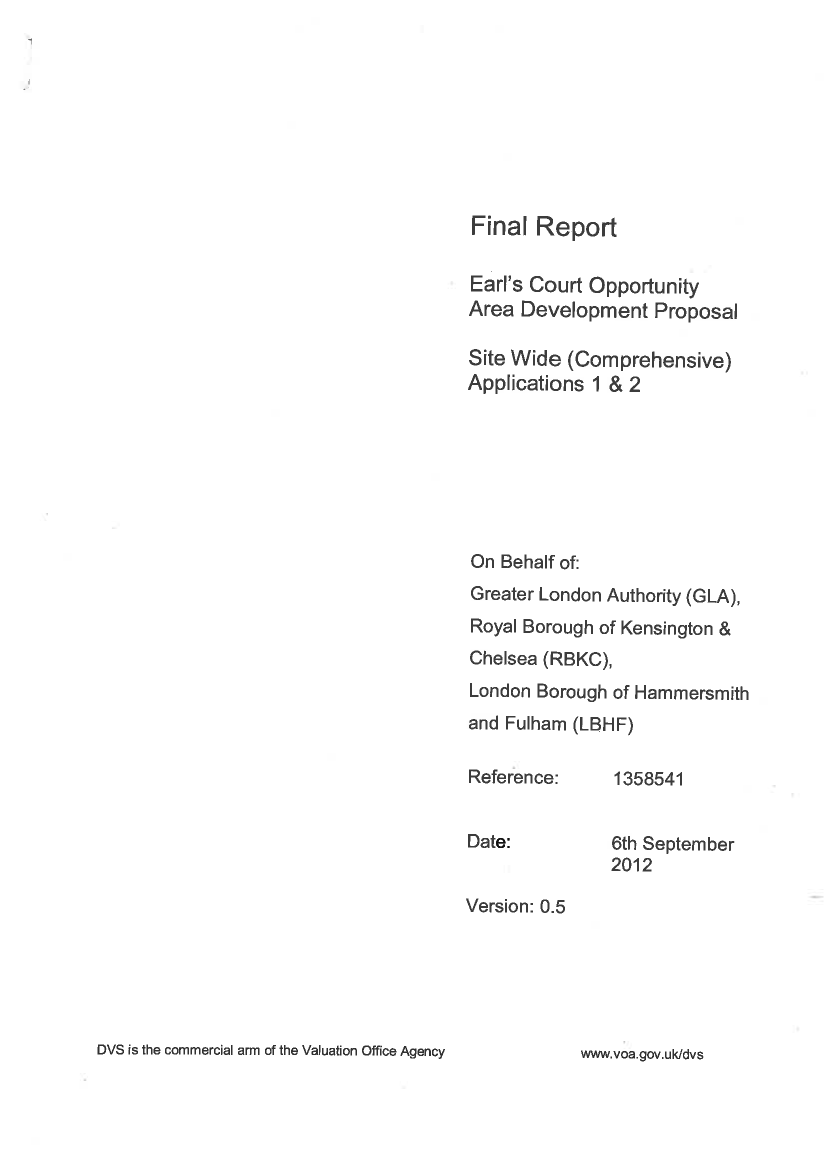 Final Report
Earl's Court Opportunity
Area Development Proposal
Site Wide (Comprehensive)
Applications 1 & 2
On Behalf of:
Greater London Authority (GLA),
Royal Borough of Kensington &
Chelsea (RBKC),
London Borough of Hammersmith
and Fulham (LBHF)
Reference: 1358541
Date: 6th September
2012
Version: 0.5
DVS is the commercial arm of the Valuation Office Agency www.voa.gov.uk/dvs